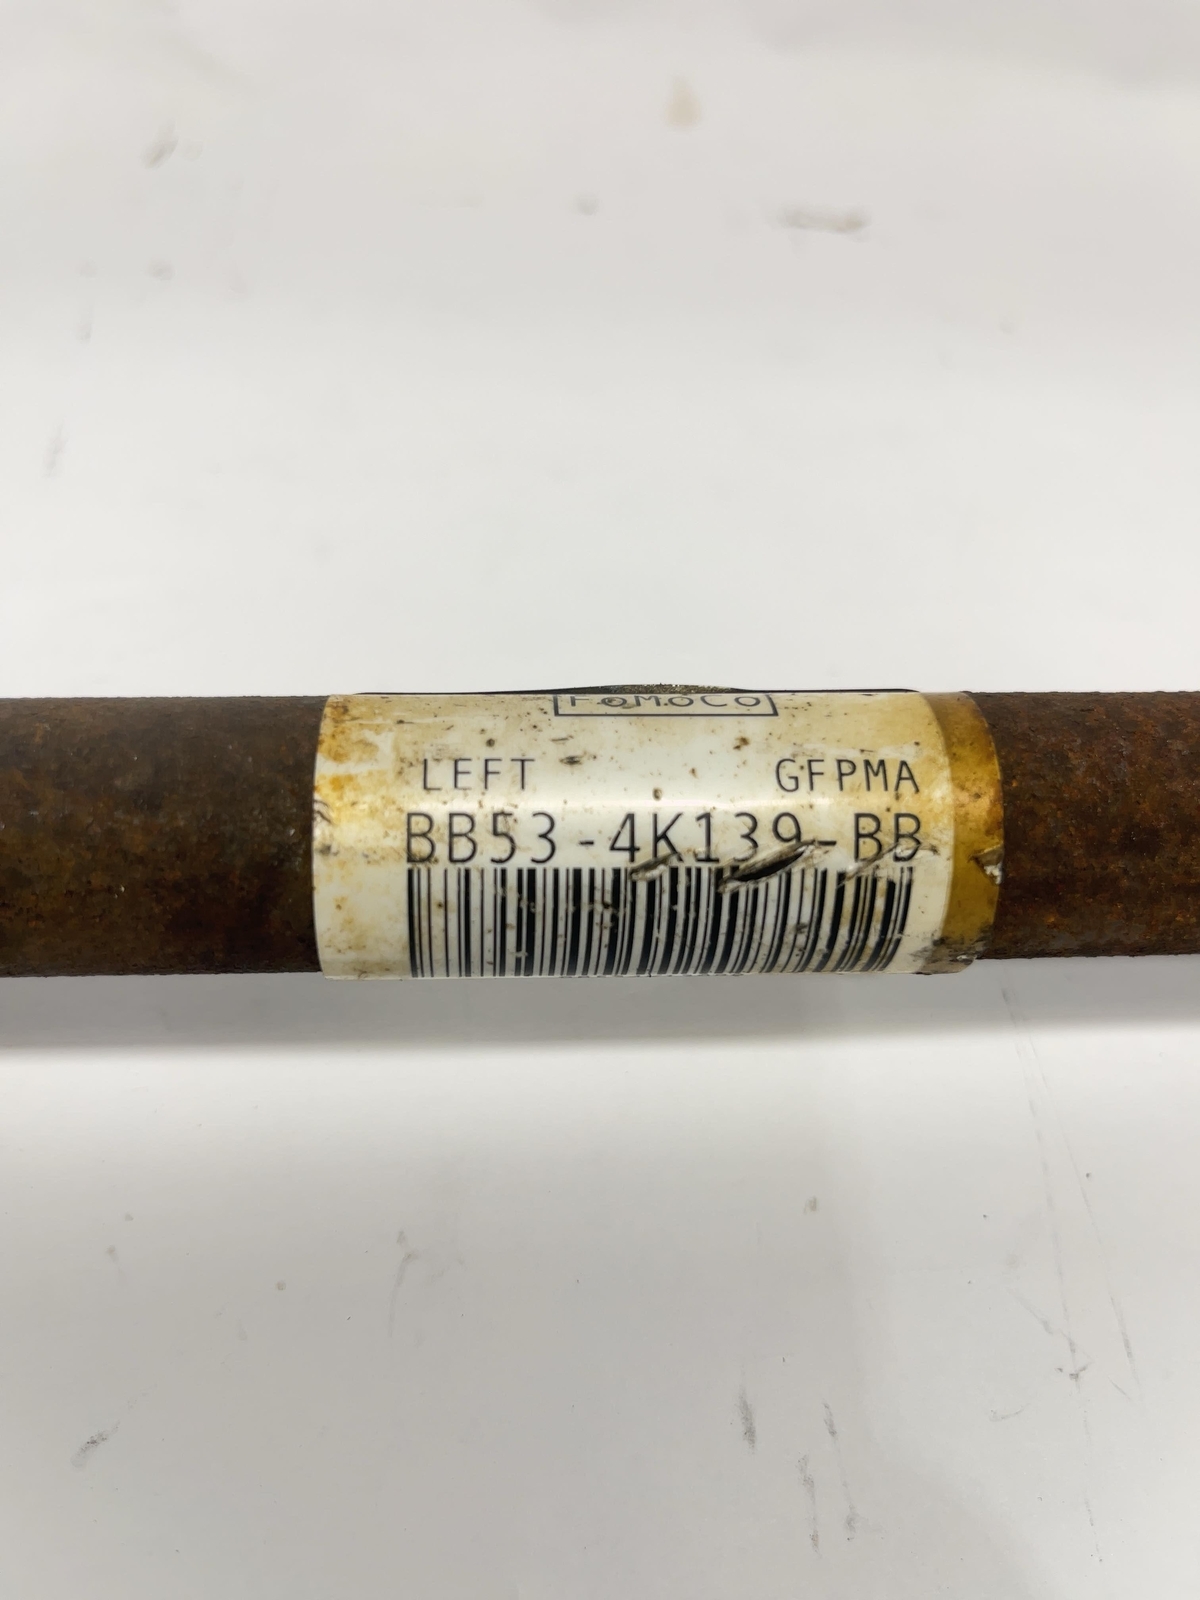 FoMoCo
LEFT GFPMA
BB53-4K139-BB